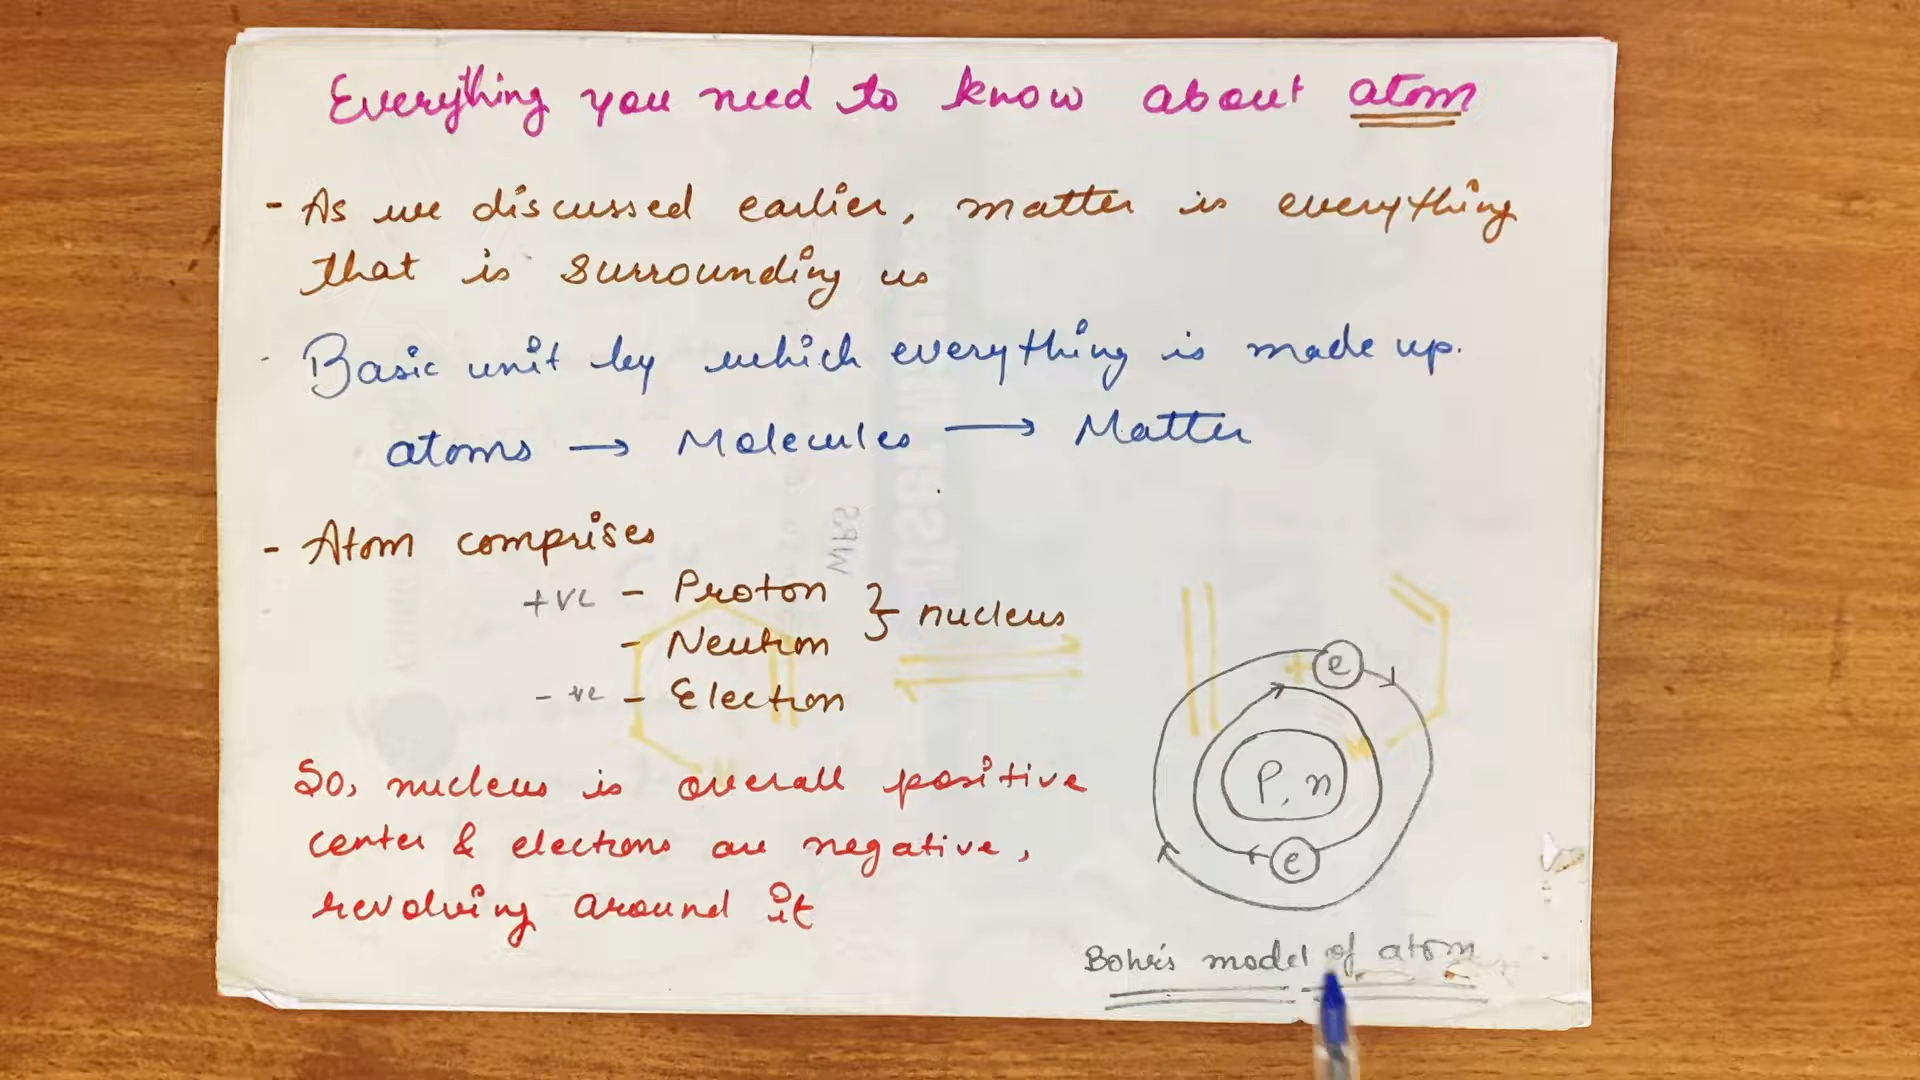 Everything you need to know about atom
- As we discussed earlier, matter is everything
that is surrounding us
- Basic unit by which everything is made up.
atoms → Molecules → Matter
- Atom comprises
+ve - Proton } nucleus
- Neutron
-ve - Electron
So, nucleus is overall positive
center & electrons are negative,
revolving around it
e
P, n
e
Bohr's model of atom